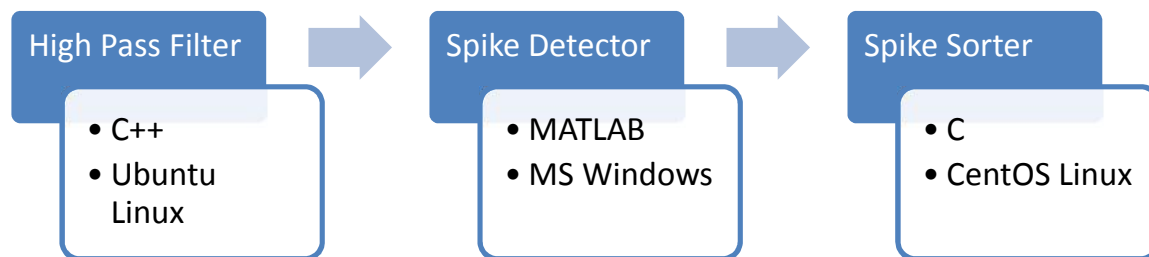 High Pass Filter
• C++
• Ubuntu
Linux
Spike Detector
• MATLAB
• MS Windows
Spike Sorter
• C
• CentOS Linux